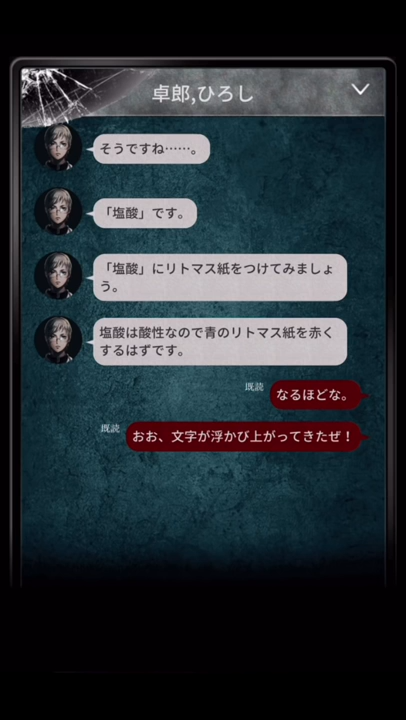 卓郎,ひろし
そうですね……。
「塩酸」です。
「塩酸」にリトマス紙をつけてみましょ
う。
塩酸は酸性なので青のリトマス紙を赤く
するはずです。
既読
なるほどな。
既読
おお、文字が浮かび上がってきたぜ！